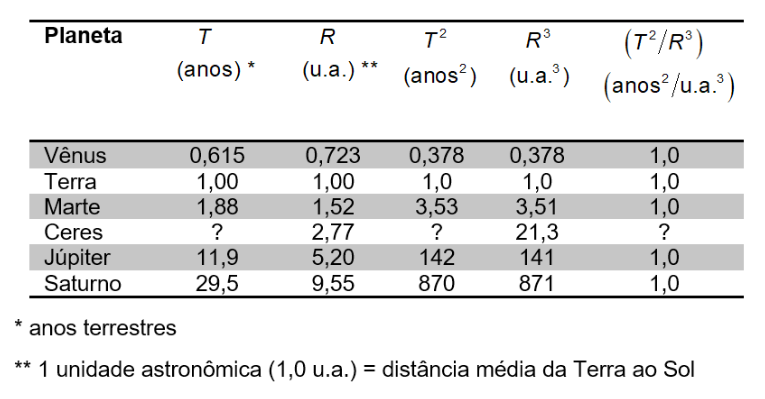 Planeta T R T² R³ (T²/R³)
(anos) * (u.a.) ** (anos²) (u.a.³) (anos²/u.a.³)
Vênus 0,615 0,723 0,378 0,378 1,0
Terra 1,00 1,00 1,0 1,0 1,0
Marte 1,88 1,52 3,53 3,51 1,0
Ceres ? 2,77 ? 21,3 ?
Júpiter 11,9 5,20 142 141 1,0
Saturno 29,5 9,55 870 871 1,0
* anos terrestres
** 1 unidade astronômica (1,0 u.a.) = distância média da Terra ao Sol